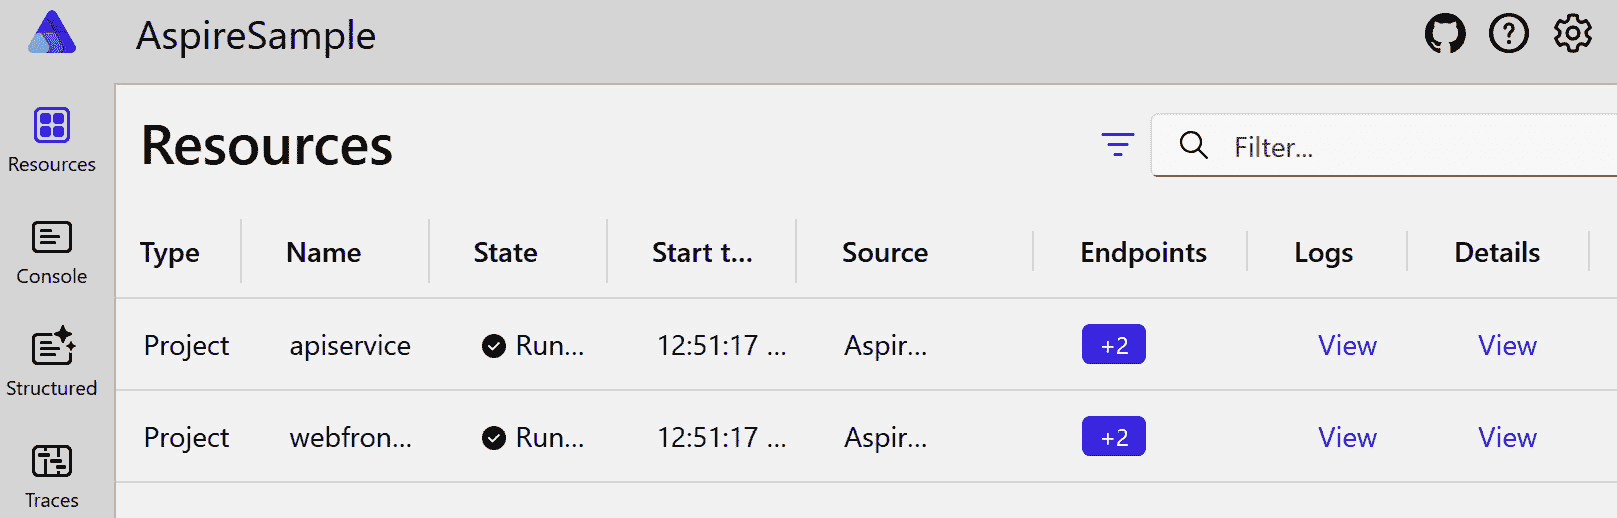 AspireSample
Resources
Console
Structured
Traces
Resources
Filter...
Type Name State Start t... Source Endpoints Logs Details
Project apiservice Run... 12:51:17 ... Aspir... +2 View View
Project webfron... Run... 12:51:17 ... Aspir... +2 View View